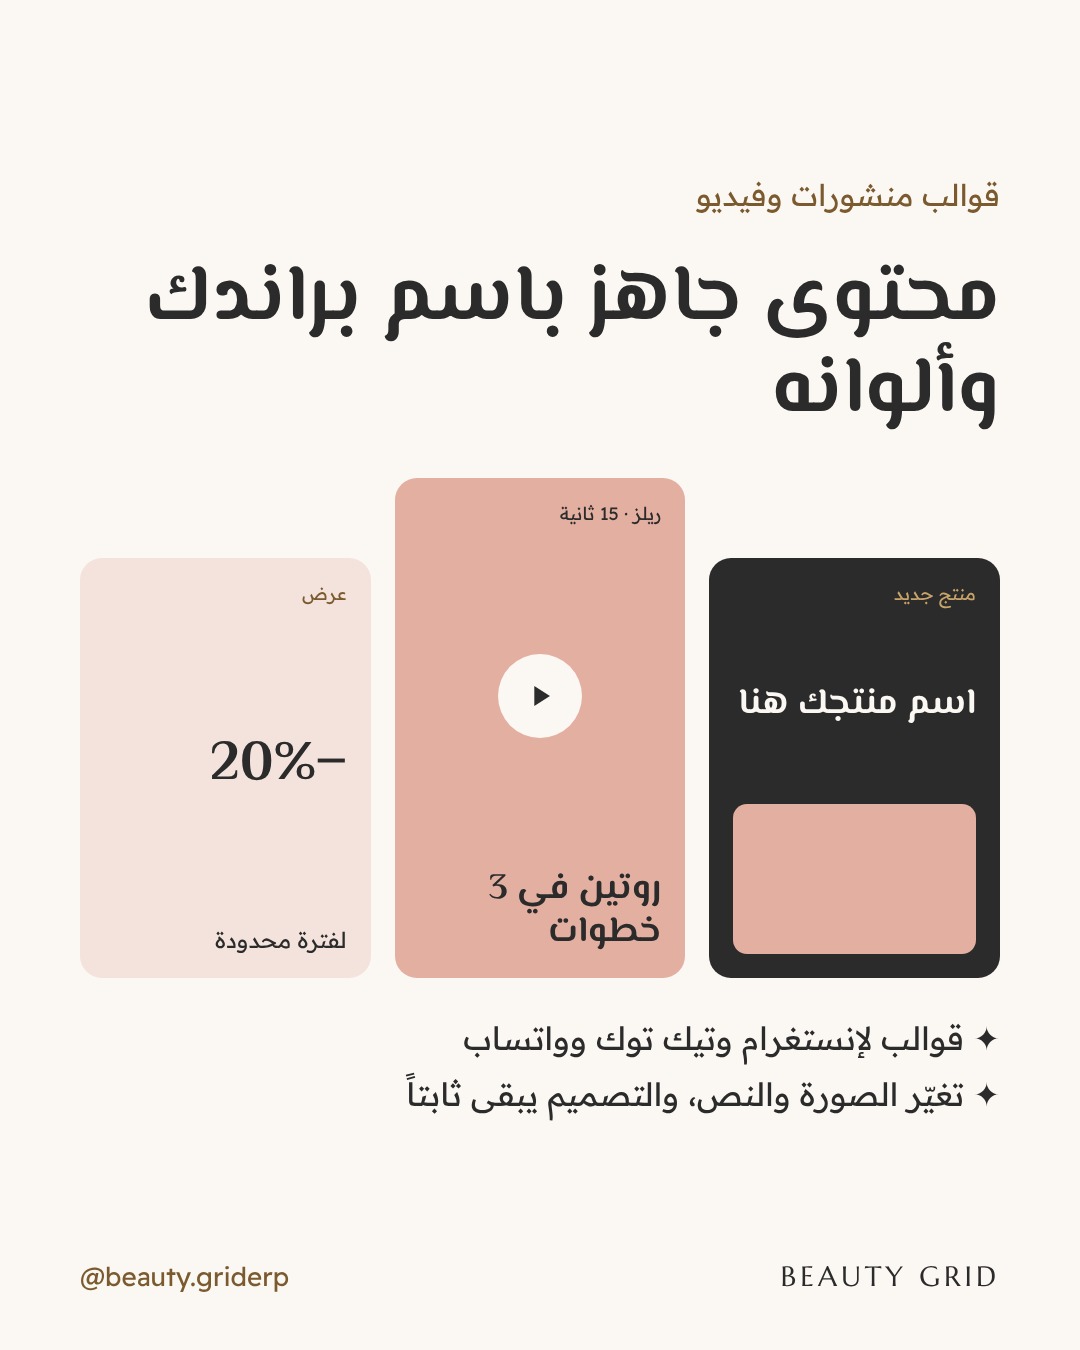 قوالب منشورات وفيديو
محتوى جاهز باسم براندك
وألوانه
منتج جديد
اسم منتجك هنا
ريلز · 15 ثانية
روتين في 3
خطوات
عرض
20%−
لفترة محدودة
✦ قوالب لإنستغرام وتيك توك وواتساب
✦ تغيّر الصورة والنص، والتصميم يبقى ثابتاً
BEAUTY GRID
@beauty.griderp